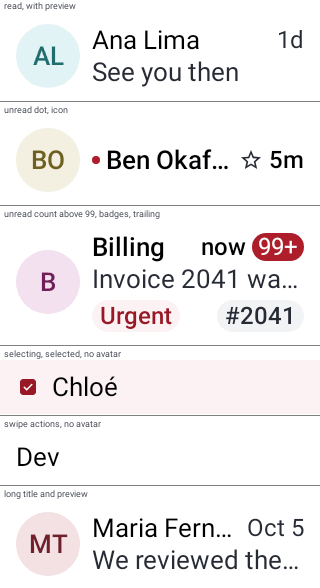 read, with preview
AL
Ana Lima 1d
See you then
unread dot, icon
BO
Ben Okaf… 5m
unread count above 99, badges, trailing
B
Billing now 99+
Invoice 2041 wa…
Urgent #2041
selecting, selected, no avatar
Chloé
swipe actions, no avatar
Dev
long title and preview
MT
Maria Fern… Oct 5
We reviewed the…